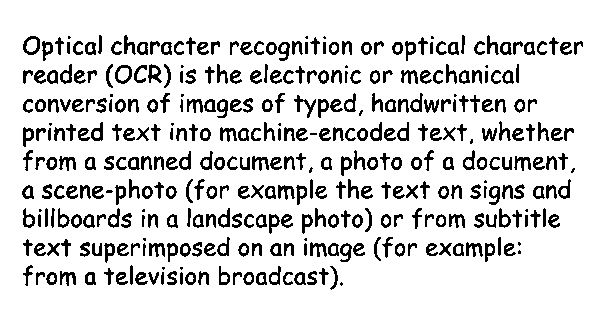 Optical character recognition or optical character
reader (OCR) is the electronic or mechanical
conversion of images of typed, handwritten or
printed text into machine-encoded text, whether
from a scanned document, a photo of a document,
a scene-photo (for example the text on signs and
billboards in a landscape photo) or from subtitle
text superimposed on an image (for example:
from a television broadcast).